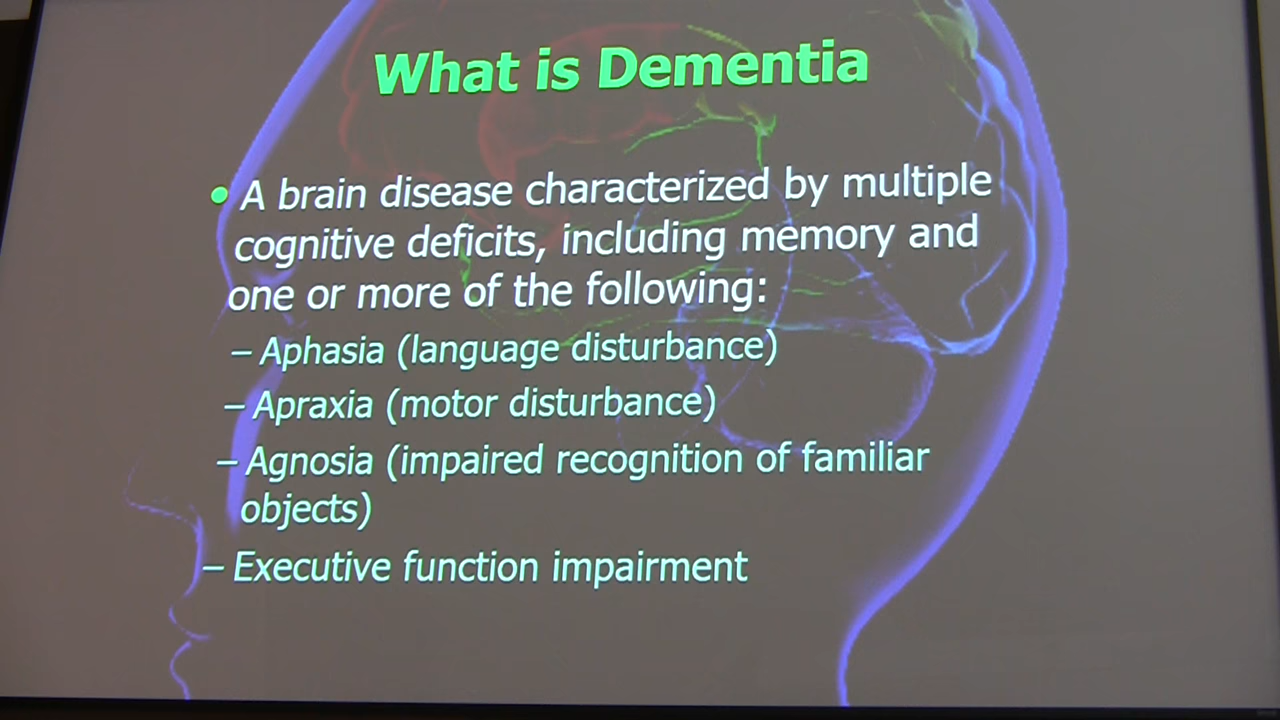 What is Dementia
• A brain disease characterized by multiple
cognitive deficits, including memory and
one or more of the following:
– Aphasia (language disturbance)
– Apraxia (motor disturbance)
– Agnosia (impaired recognition of familiar
objects)
– Executive function impairment